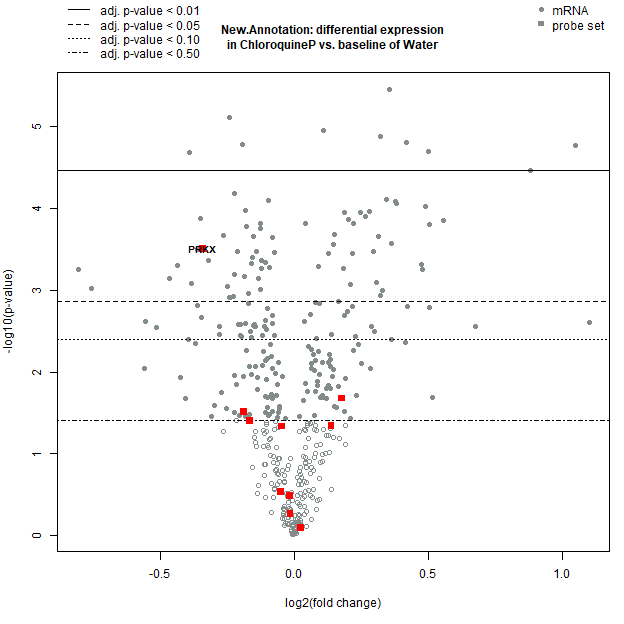 adj. p-value < 0.01
adj. p-value < 0.05
adj. p-value < 0.10
adj. p-value < 0.50
New.Annotation: differential expression
in ChloroquineP vs. baseline of Water
mRNA
probe set
PRKX
-log10(p-value)
5
4
3
2
1
0
-0.5
0.0
0.5
1.0
log2(fold change)